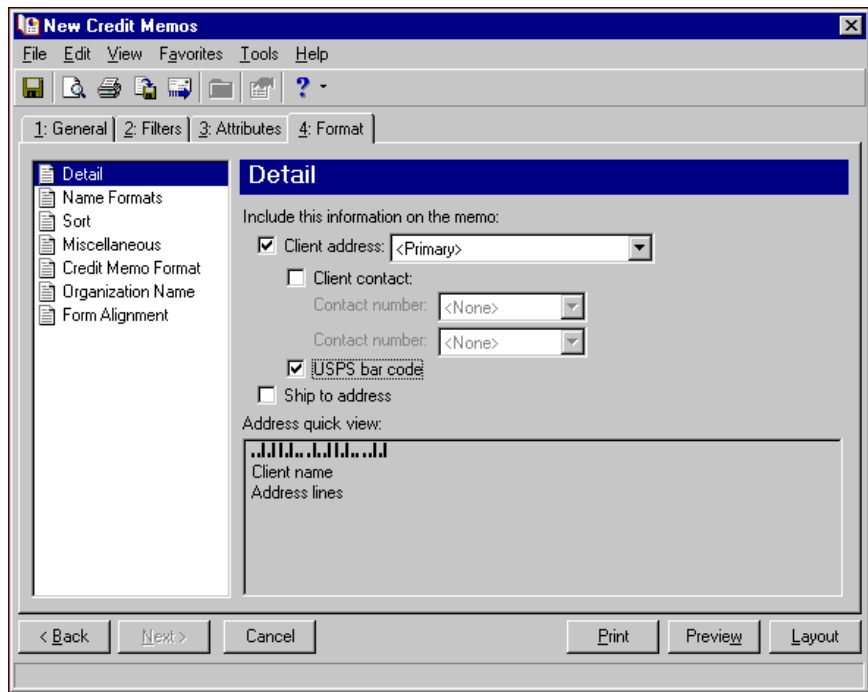 New Credit Memos
File Edit View Favorites Tools Help
1: General 2: Filters 3: Attributes 4: Format
Detail
Name Formats
Sort
Miscellaneous
Credit Memo Format
Organization Name
Form Alignment
Detail
Include this information on the memo:
Client address: <Primary>
Client contact:
Contact number: <None>
Contact number: <None>
USPS bar code
Ship to address
Address quick view:
Client name
Address lines
< Back Next > Cancel Print Preview Layout